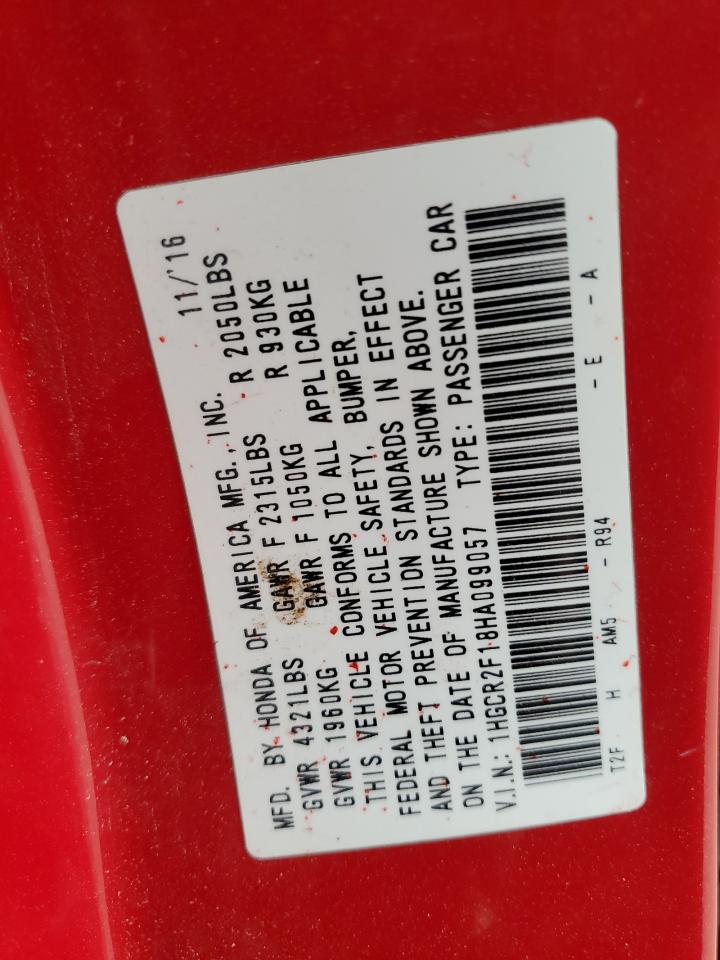 MFD. BY HONDA OF AMERICA MFG., INC. 11/'16
GVWR 4321LBS GAWR F 2315LBS R 2050LBS
GVWR 1960KG GAWR F 1050KG R 930KG
THIS VEHICLE CONFORMS TO ALL APPLICABLE
FEDERAL MOTOR VEHICLE SAFETY, BUMPER,
AND THEFT PREVENTION STANDARDS IN EFFECT
ON THE DATE OF MANUFACTURE SHOWN ABOVE.
V.I.N.: 1HGCR2F18HA099057 TYPE: PASSENGER CAR
T2F H AM5 - R94 - E - A